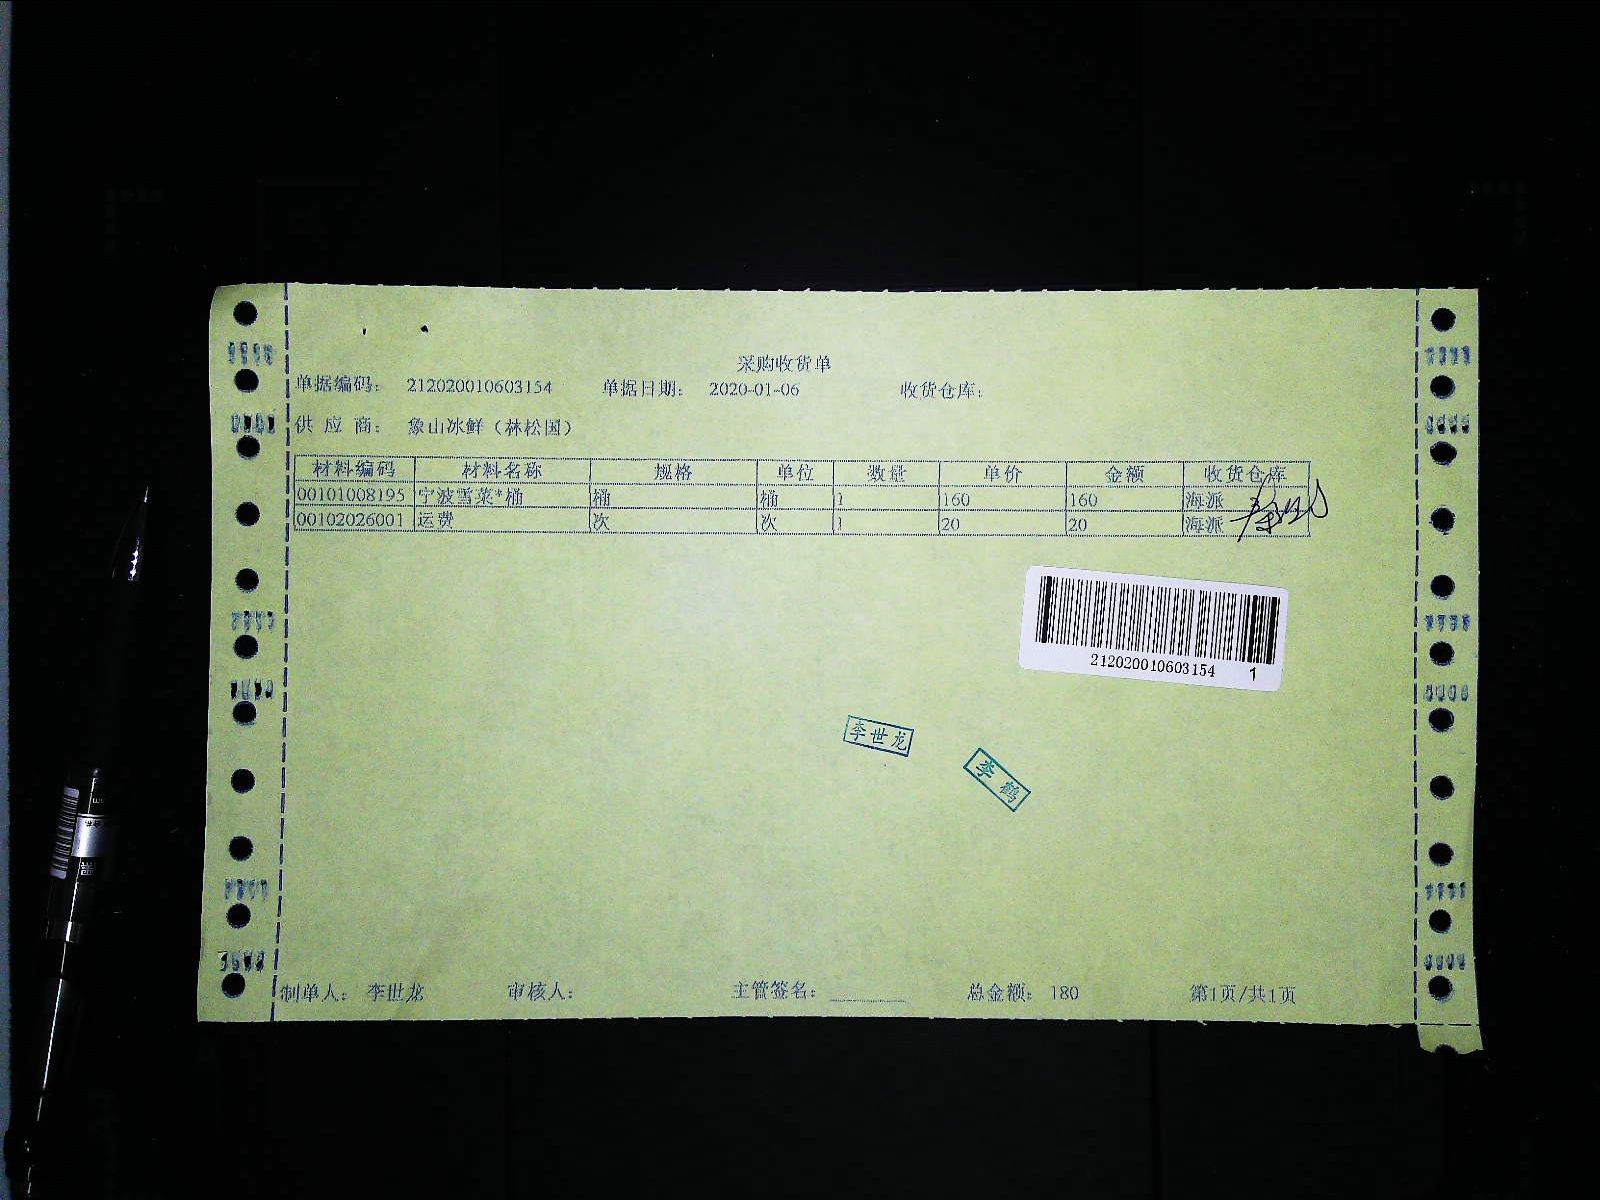 采购收货单
单据编码: 212020010603154 单据日期: 2020-01-06 收货仓库:
供 应 商: 象山冰鲜(林松国)
材料编码 材料名称 规格 单位 数量 单价 金额 收货仓库
00101008195 宁波雪菜*桶 桶 桶 1 160 160 海派
00102026001 运费 次 次 1 20 20 海派
212020010603154 1
李世龙
李鹤
制单人: 李世龙 审核人: 主管签名: 总金额: 180 第1页/共1页